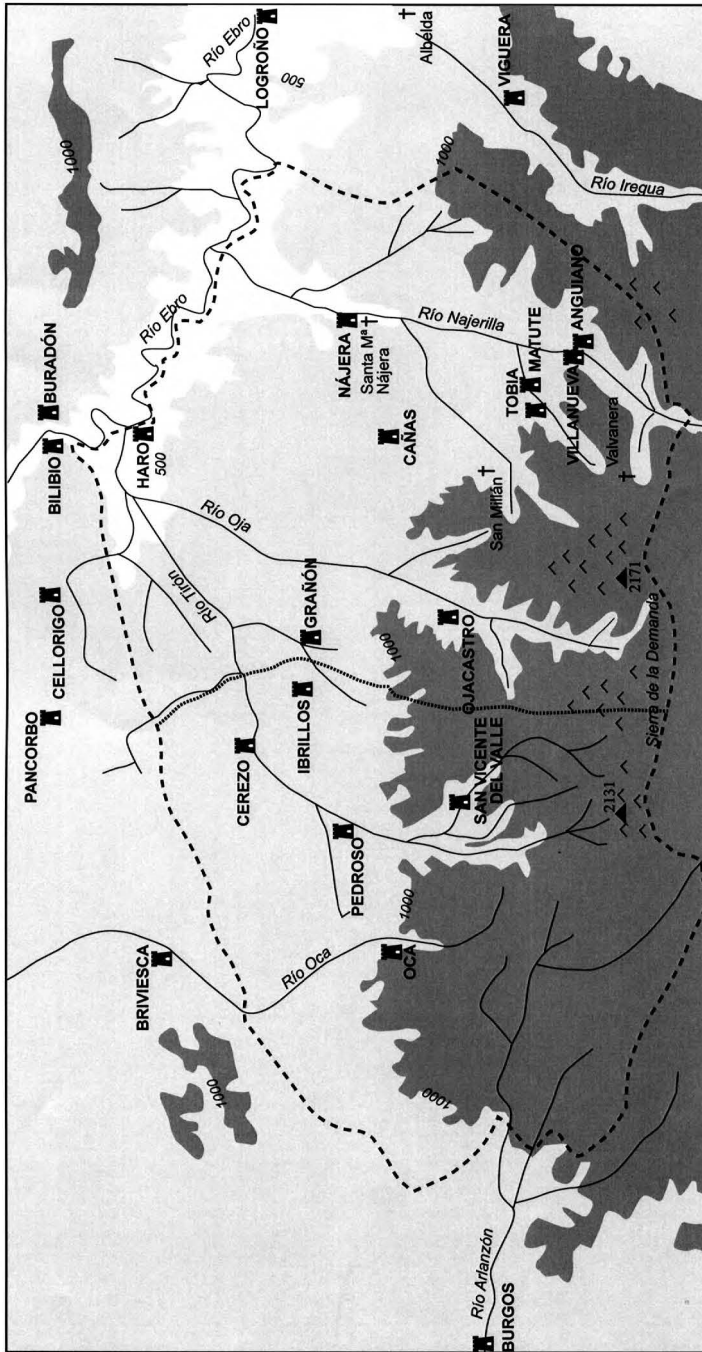 PANCORBO
CELLORIGO
BILIBIO
BURADÓN
1000
Río Ebro
LOGROÑO
500
BRIVIESCA
HARO
500
Río Ebro
1000
Río Tirón
Río Oja
CEREZO
IBRILLOS
GRAÑÓN
Río Oca
PEDROSO
NÁJERA
Santa Mª
Nájera
CAÑAS
Albelda
OCA
1000
1000
1000
1000
Río Najerilla
Río Arlanzón
BURGOS
SAN VICENTE
DEL VALLE
OJACASTRO
San Millán
TOBIA
MATUTE
VIGUERA
VILLANUEVA
ANGUIANO
Valvanera
Río Iregua
2131
2171
Sierra de la Demanda